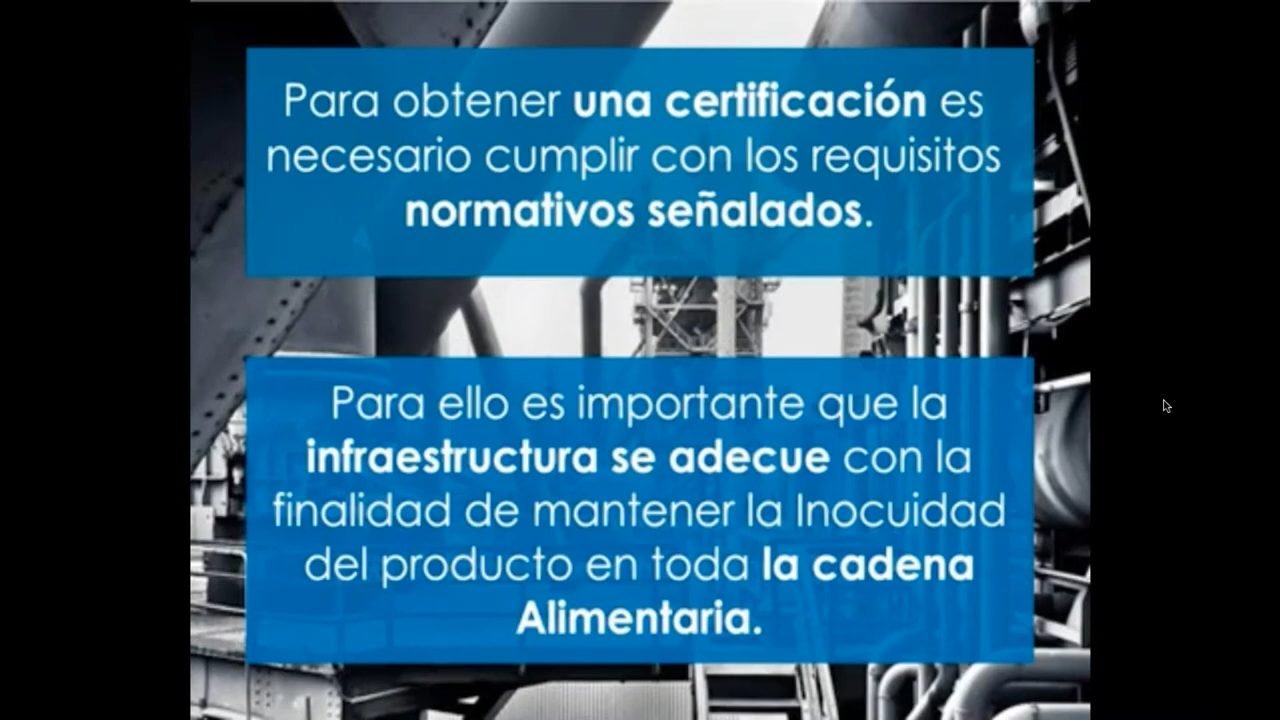 Para obtener una certificación es
necesario cumplir con los requisitos
normativos señalados.
Para ello es importante que la
infraestructura se adecue con la
finalidad de mantener la Inocuidad
del producto en toda la cadena
Alimentaria.